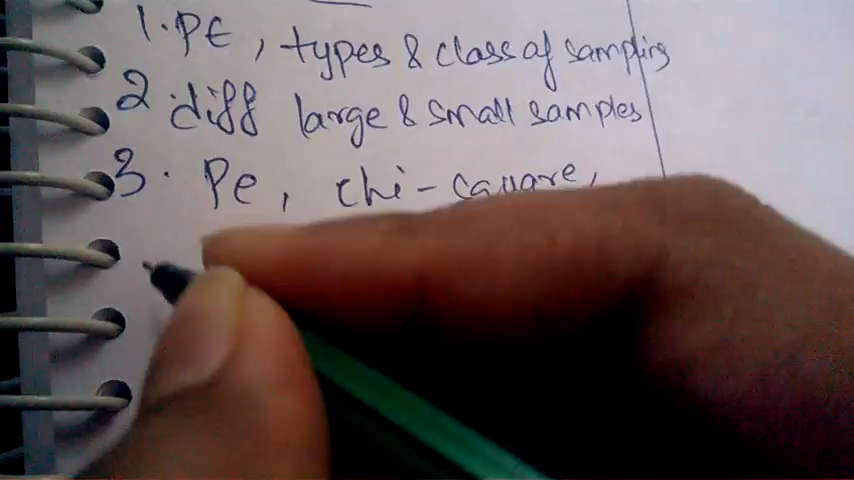 1. PE, types & class of sampling
2 diff large & small samples
3. Pe, chi-square,